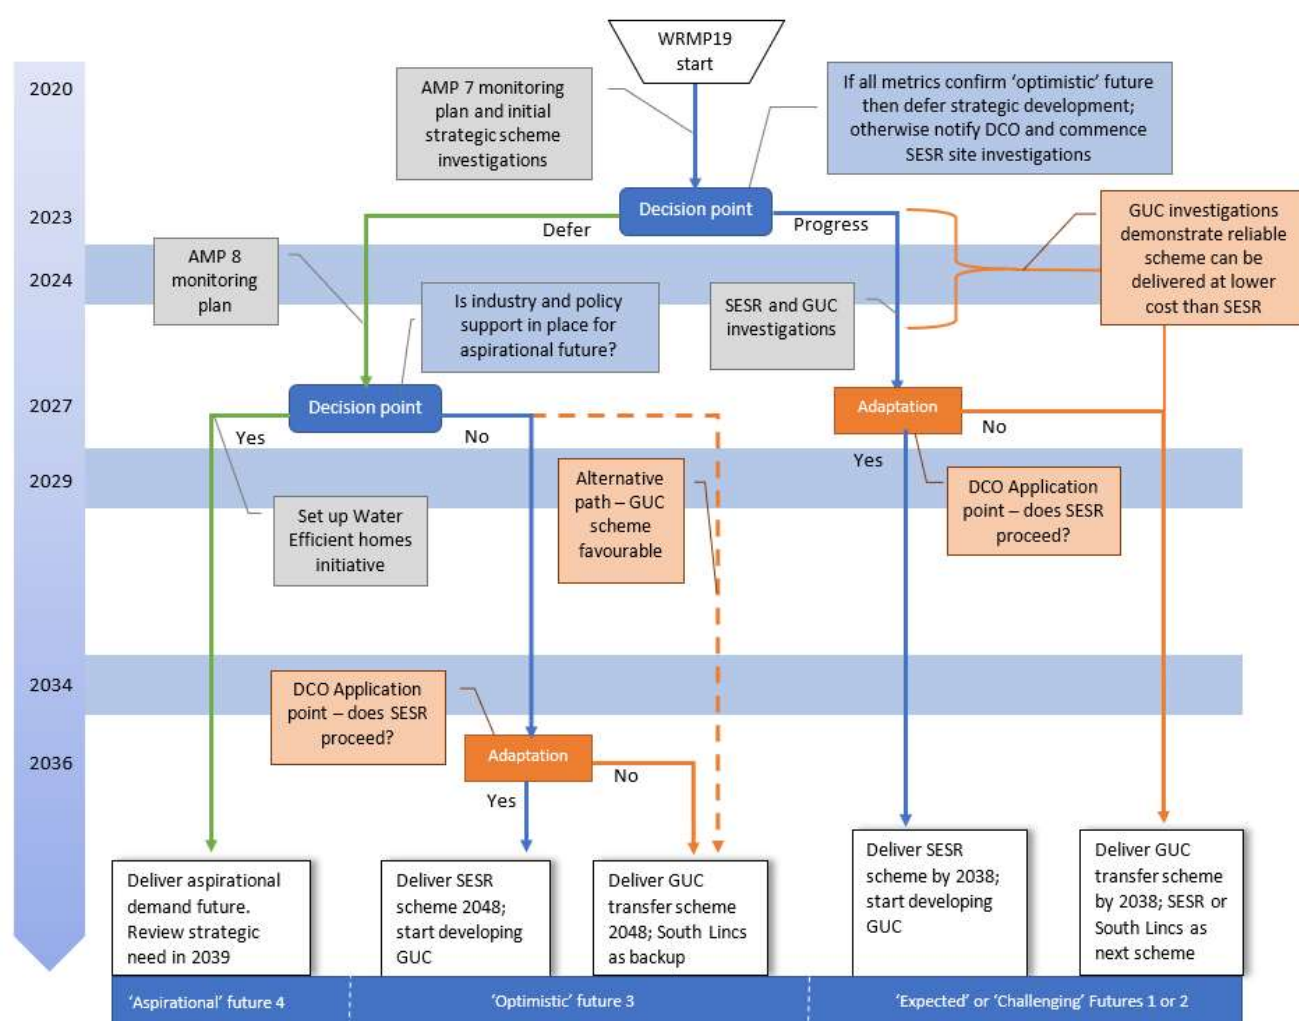 WRMP19
start
2020
AMP 7 monitoring
plan and initial
strategic scheme
investigations
If all metrics confirm ‘optimistic’ future
then defer strategic development;
otherwise notify DCO and commence
SESR site investigations
2023
Decision point
Defer
Progress
GUC investigations
demonstrate reliable
scheme can be
delivered at lower
cost than SESR
2024
AMP 8
monitoring
plan
Is industry and policy
support in place for
aspirational future?
SESR and GUC
investigations
2027
Decision point
Yes
No
Adaptation
No
Yes
2029
Set up Water
Efficient homes
initiative
Alternative
path – GUC
scheme
favourable
DCO Application
point – does SESR
proceed?
2034
DCO Application
point – does SESR
proceed?
2036
Adaptation
No
Yes
Deliver aspirational
demand future.
Review strategic
need in 2039
Deliver SESR
scheme 2048;
start developing
GUC
Deliver GUC
transfer scheme
2048; South Lincs
as backup
Deliver SESR
scheme by 2038;
start developing
GUC
Deliver GUC
transfer scheme
by 2038; SESR or
South Lincs as
next scheme
‘Aspirational’ future 4
‘Optimistic’ future 3
‘Expected’ or ‘Challenging’ Futures 1 or 2